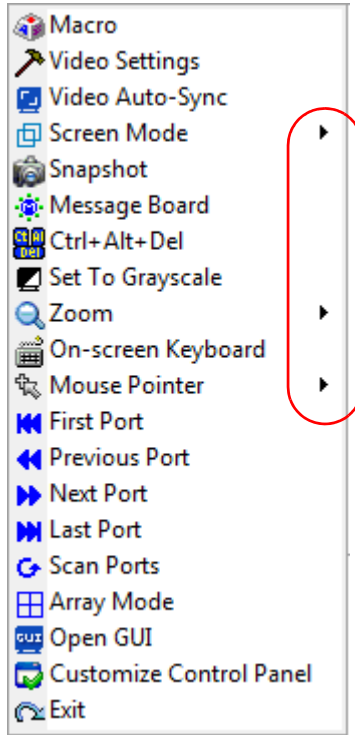 Macro
Video Settings
Video Auto-Sync
Screen Mode
Snapshot
Message Board
Ctrl+Alt+Del
Set To Grayscale
Zoom
On-screen Keyboard
Mouse Pointer
First Port
Previous Port
Next Port
Last Port
Scan Ports
Array Mode
GUI Open GUI
Customize Control Panel
Exit